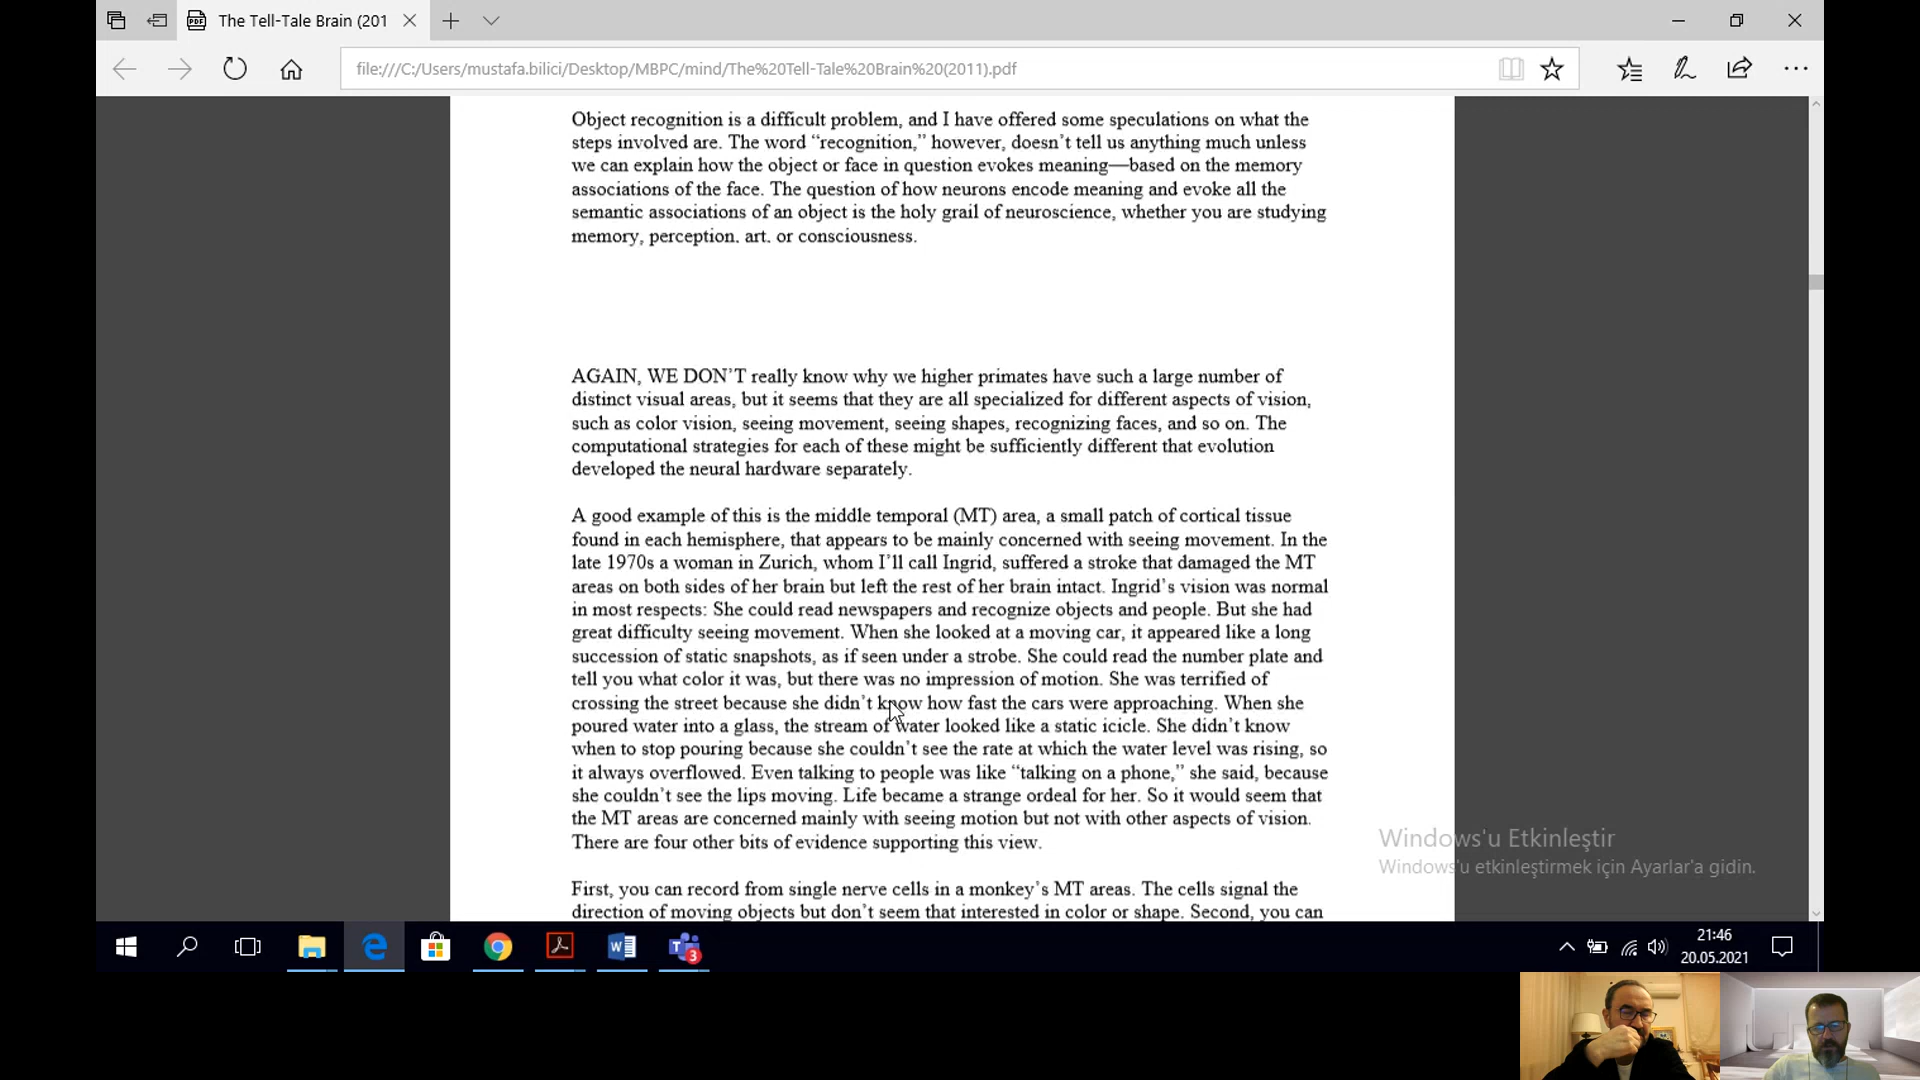 The Tell-Tale Brain (201
file:///C:/Users/mustafa.bilici/Desktop/MBPC/mind/The%20Tell-Tale%20Brain%20(2011).pdf
Object recognition is a difficult problem, and I have offered some speculations on what the
steps involved are. The word “recognition,” however, doesn’t tell us anything much unless
we can explain how the object or face in question evokes meaning—based on the memory
associations of the face. The question of how neurons encode meaning and evoke all the
semantic associations of an object is the holy grail of neuroscience, whether you are studying
memory, perception, art, or consciousness.
AGAIN, WE DON’T really know why we higher primates have such a large number of
distinct visual areas, but it seems that they are all specialized for different aspects of vision,
such as color vision, seeing movement, seeing shapes, recognizing faces, and so on. The
computational strategies for each of these might be sufficiently different that evolution
developed the neural hardware separately.
A good example of this is the middle temporal (MT) area, a small patch of cortical tissue
found in each hemisphere, that appears to be mainly concerned with seeing movement. In the
late 1970s a woman in Zurich, whom I’ll call Ingrid, suffered a stroke that damaged the MT
areas on both sides of her brain but left the rest of her brain intact. Ingrid’s vision was normal
in most respects: She could read newspapers and recognize objects and people. But she had
great difficulty seeing movement. When she looked at a moving car, it appeared like a long
succession of static snapshots, as if seen under a strobe. She could read the number plate and
tell you what color it was, but there was no impression of motion. She was terrified of
crossing the street because she didn’t know how fast the cars were approaching. When she
poured water into a glass, the stream of water looked like a static icicle. She didn’t know
when to stop pouring because she couldn’t see the rate at which the water level was rising, so
it always overflowed. Even talking to people was like “talking on a phone,” she said, because
she couldn’t see the lips moving. Life became a strange ordeal for her. So it would seem that
the MT areas are concerned mainly with seeing motion but not with other aspects of vision.
There are four other bits of evidence supporting this view.
First, you can record from single nerve cells in a monkey’s MT areas. The cells signal the
direction of moving objects but don’t seem that interested in color or shape. Second, you can
Windows'u Etkinleştir
Windows'u etkinleştirmek için Ayarlar'a gidin.
3
21:46
20.05.2021